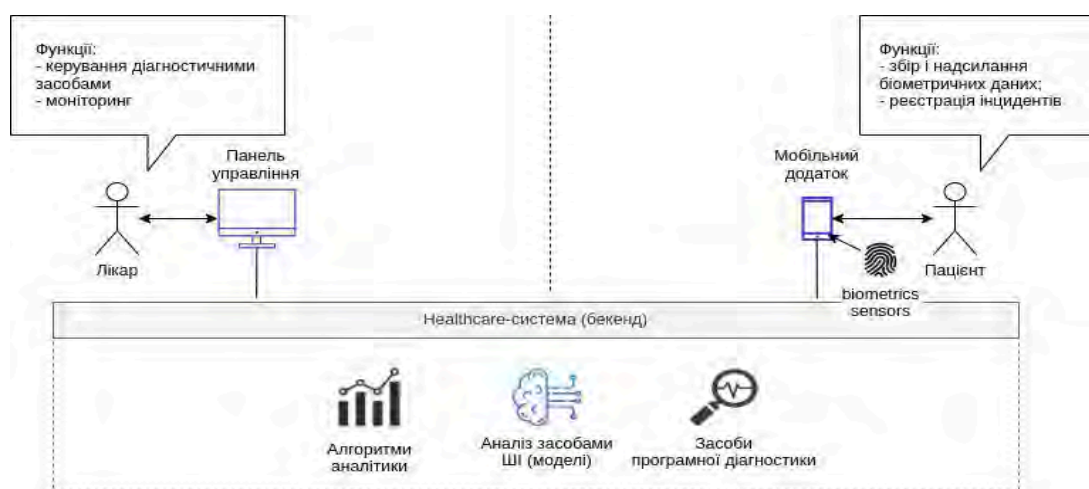 Функції:
- керування діагностичними
засобами
- моніторинг
Функції:
- збір і надсилання
біометричних даних;
- реєстрація інцидентів
Панель
управління
Мобільний
додаток
Лікар
Пацієнт
biometrics
sensors
Healthcare-система (бекенд)
Алгоритми
аналітики
Аналіз засобами
ШІ (моделі)
Засоби
програмної діагностики